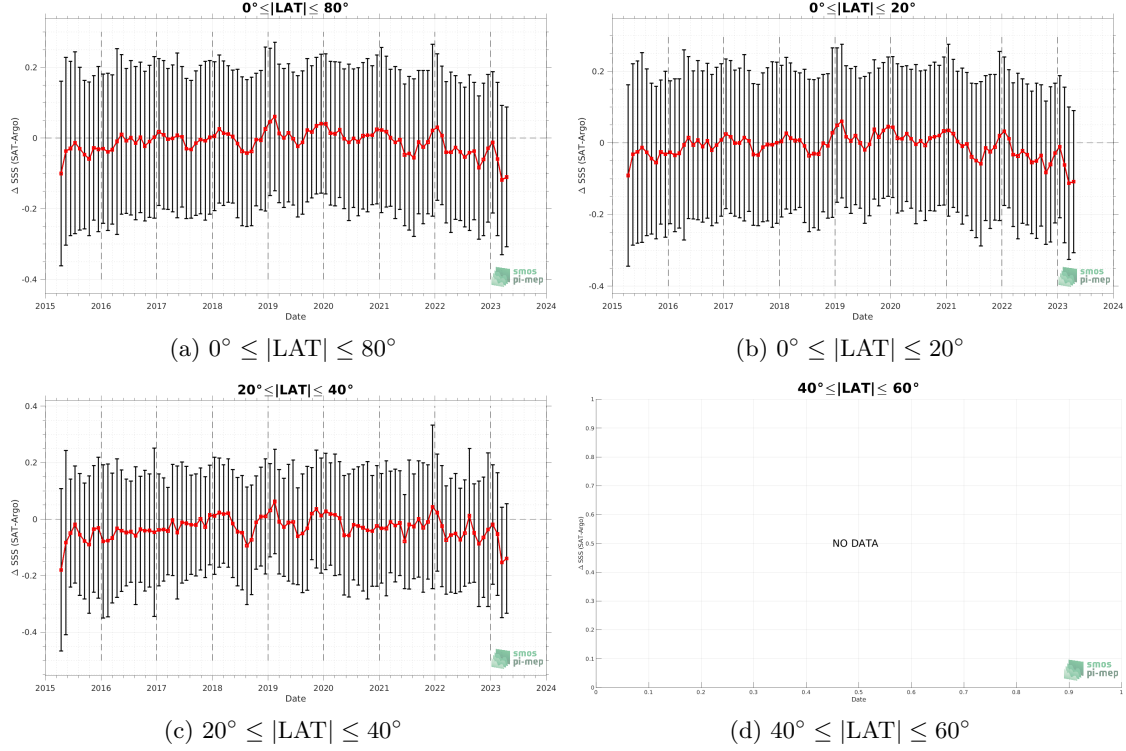 0°≤|LAT|≤ 80°
Δ SSS (SAT-Argo)
0.2
0
-0.2
-0.4
2015 2016 2017 2018 2019 2020 2021 2022 2023 2024
Date
smos
pi-mep
(a) 0° ≤ |LAT| ≤ 80°
0°≤|LAT|≤ 20°
Δ SSS (SAT-Argo)
0.2
0
-0.2
-0.4
2015 2016 2017 2018 2019 2020 2021 2022 2023 2024
Date
smos
pi-mep
(b) 0° ≤ |LAT| ≤ 20°
20°≤|LAT|≤ 40°
Δ SSS (SAT-Argo)
0.4
0.2
0
-0.2
-0.4
2015 2016 2017 2018 2019 2020 2021 2022 2023 2024
Date
smos
pi-mep
(c) 20° ≤ |LAT| ≤ 40°
40°≤|LAT|≤ 60°
Δ SSS (SAT-Argo)
1
0.9
0.8
0.7
0.6
0.5
0.4
0.3
0.2
0.1
0
NO DATA
0 0.1 0.2 0.3 0.4 0.5 0.6 0.7 0.8 0.9 1
Date
smos
pi-mep
(d) 40° ≤ |LAT| ≤ 60°